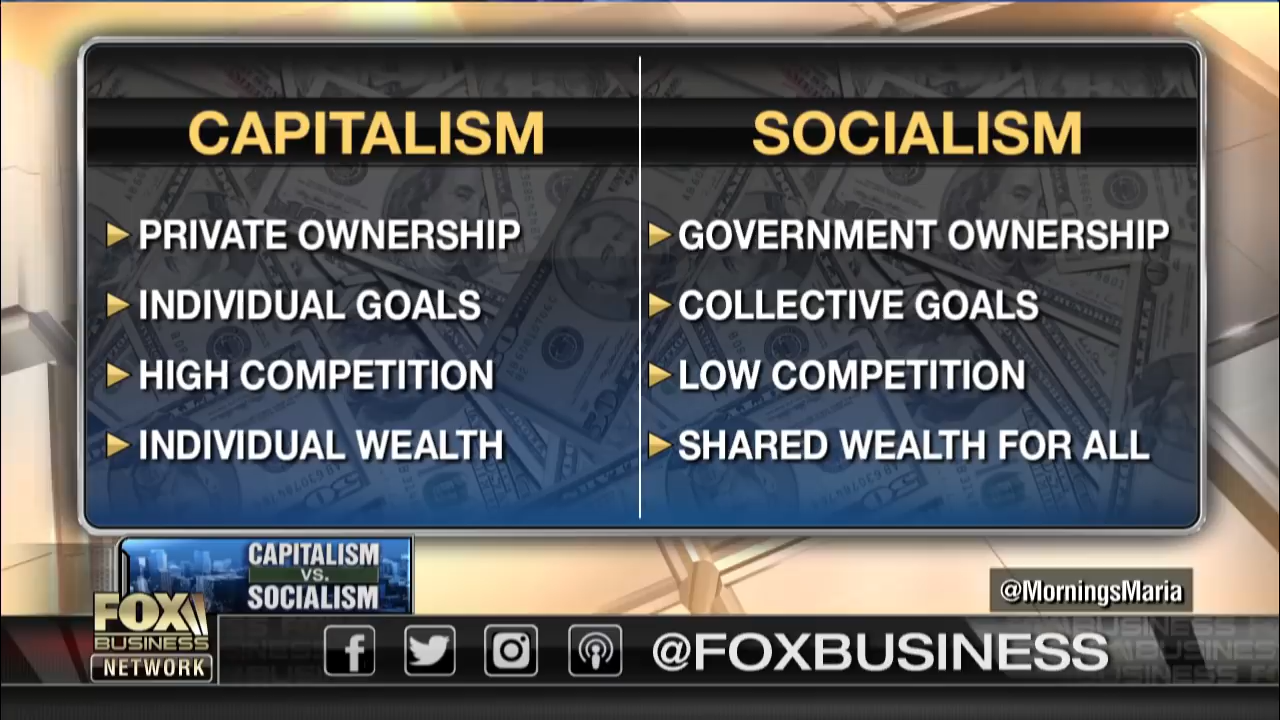 CAPITALISM
PRIVATE OWNERSHIP
INDIVIDUAL GOALS
HIGH COMPETITION
INDIVIDUAL WEALTH
SOCIALISM
GOVERNMENT OWNERSHIP
COLLECTIVE GOALS
LOW COMPETITION
SHARED WEALTH FOR ALL
CAPITALISM
VS.
SOCIALISM
@MorningsMaria
FOX
BUSINESS
NETWORK
@FOXBUSINESS